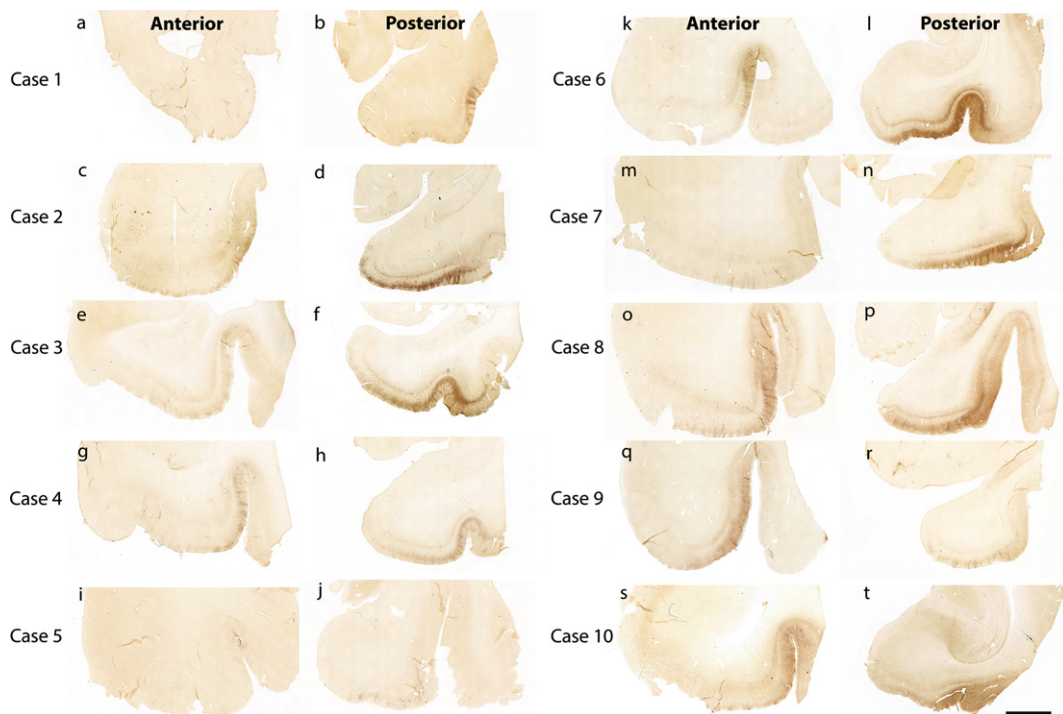 a Anterior b Posterior k Anterior l Posterior
Case 1 Case 6
c d m n
Case 2 Case 7
e f o p
Case 3 Case 8
g h q r
Case 4 Case 9
i j s t
Case 5 Case 10